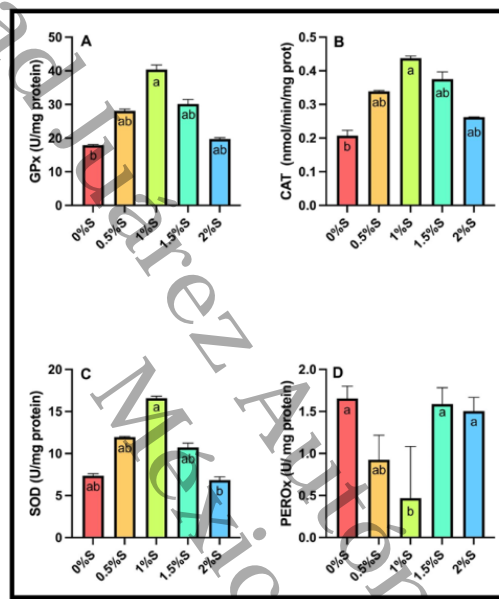 A
GPx (U/mg protein)
50
40
30
20
10
0
b
ab
a
ab
ab
0%S
0.5%S
1%S
1.5%S
2%S
B
CAT (nmol/min/mg prot)
0.5
0.4
0.3
0.2
0.1
0.0
b
ab
a
ab
ab
0%S
0.5%S
1%S
1.5%S
2%S
C
SOD (U/mg protein)
20
15
10
5
0
ab
ab
a
ab
b
0%S
0.5%S
1%S
1.5%S
2%S
D
PEROx (U/ mg protein)
2.0
1.5
1.0
0.5
0.0
a
ab
b
a
a
0%S
0.5%S
1%S
1.5%S
2%S
Juárez
México